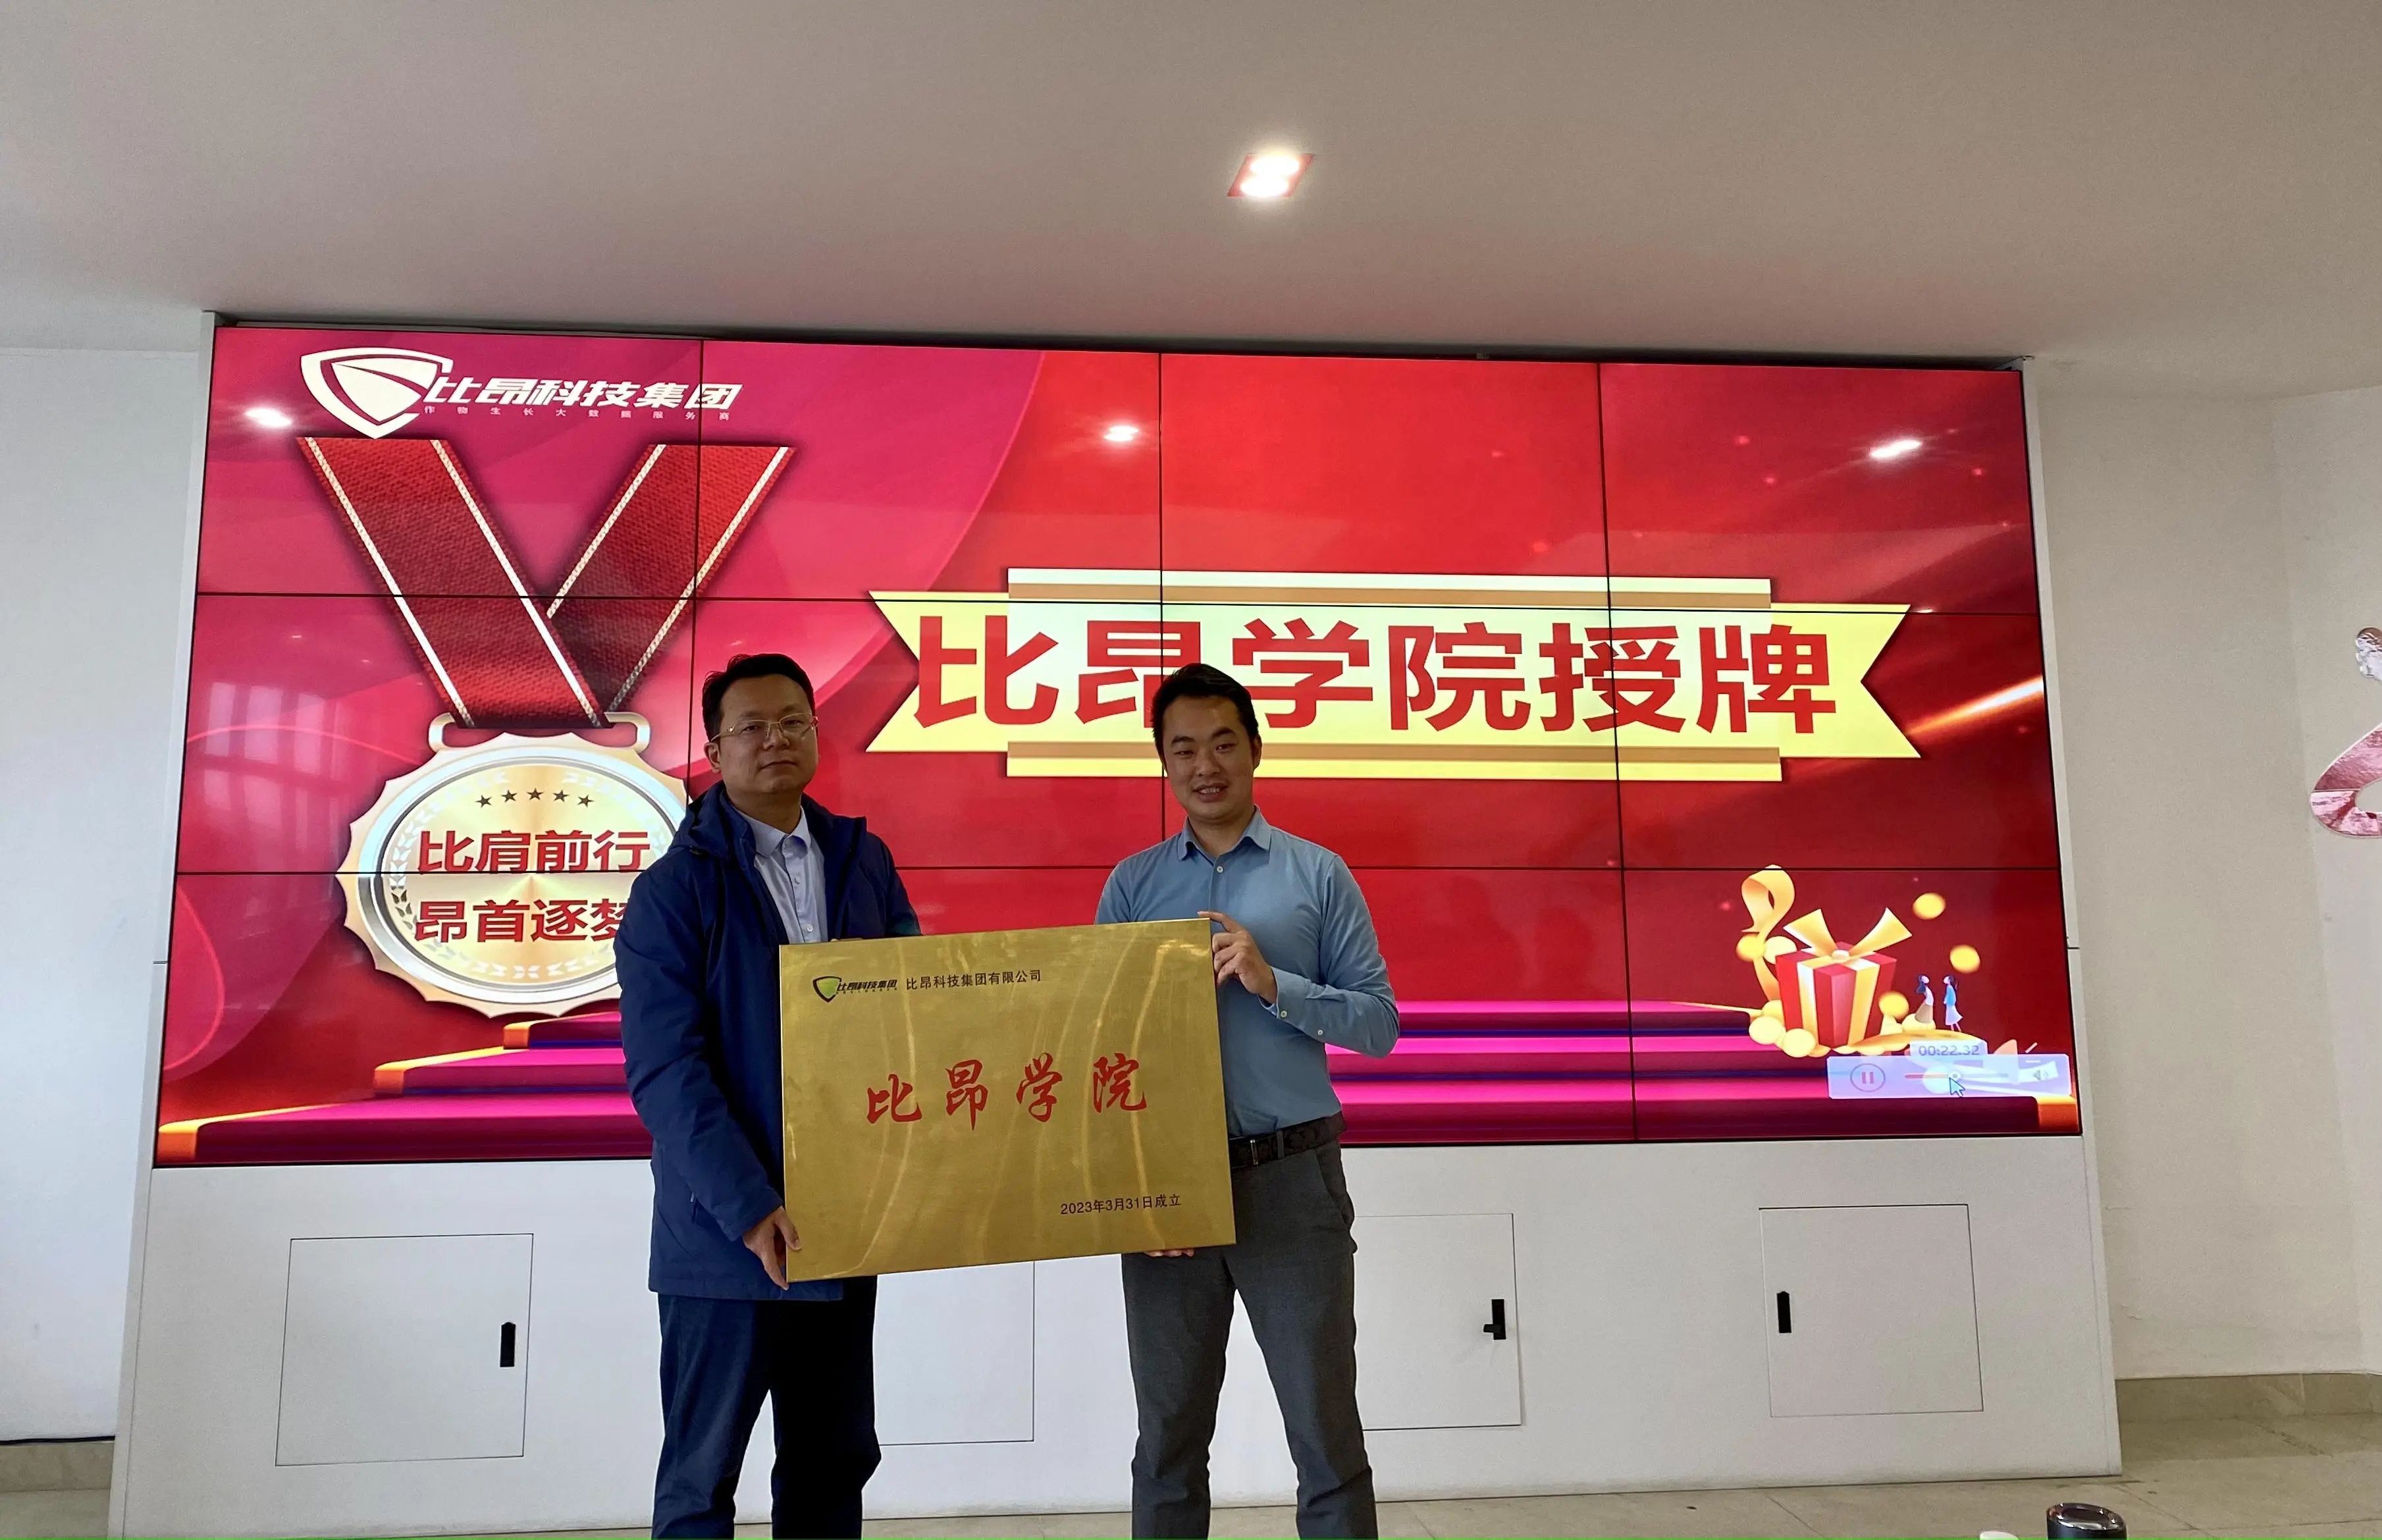 比昂科技集团
作物生长大数据服务商
比昂学院授牌
比肩前行
昂首逐梦
比昂科技集团 比昂科技集团有限公司
比昂学院
2023年3月31日成立
00:22.32